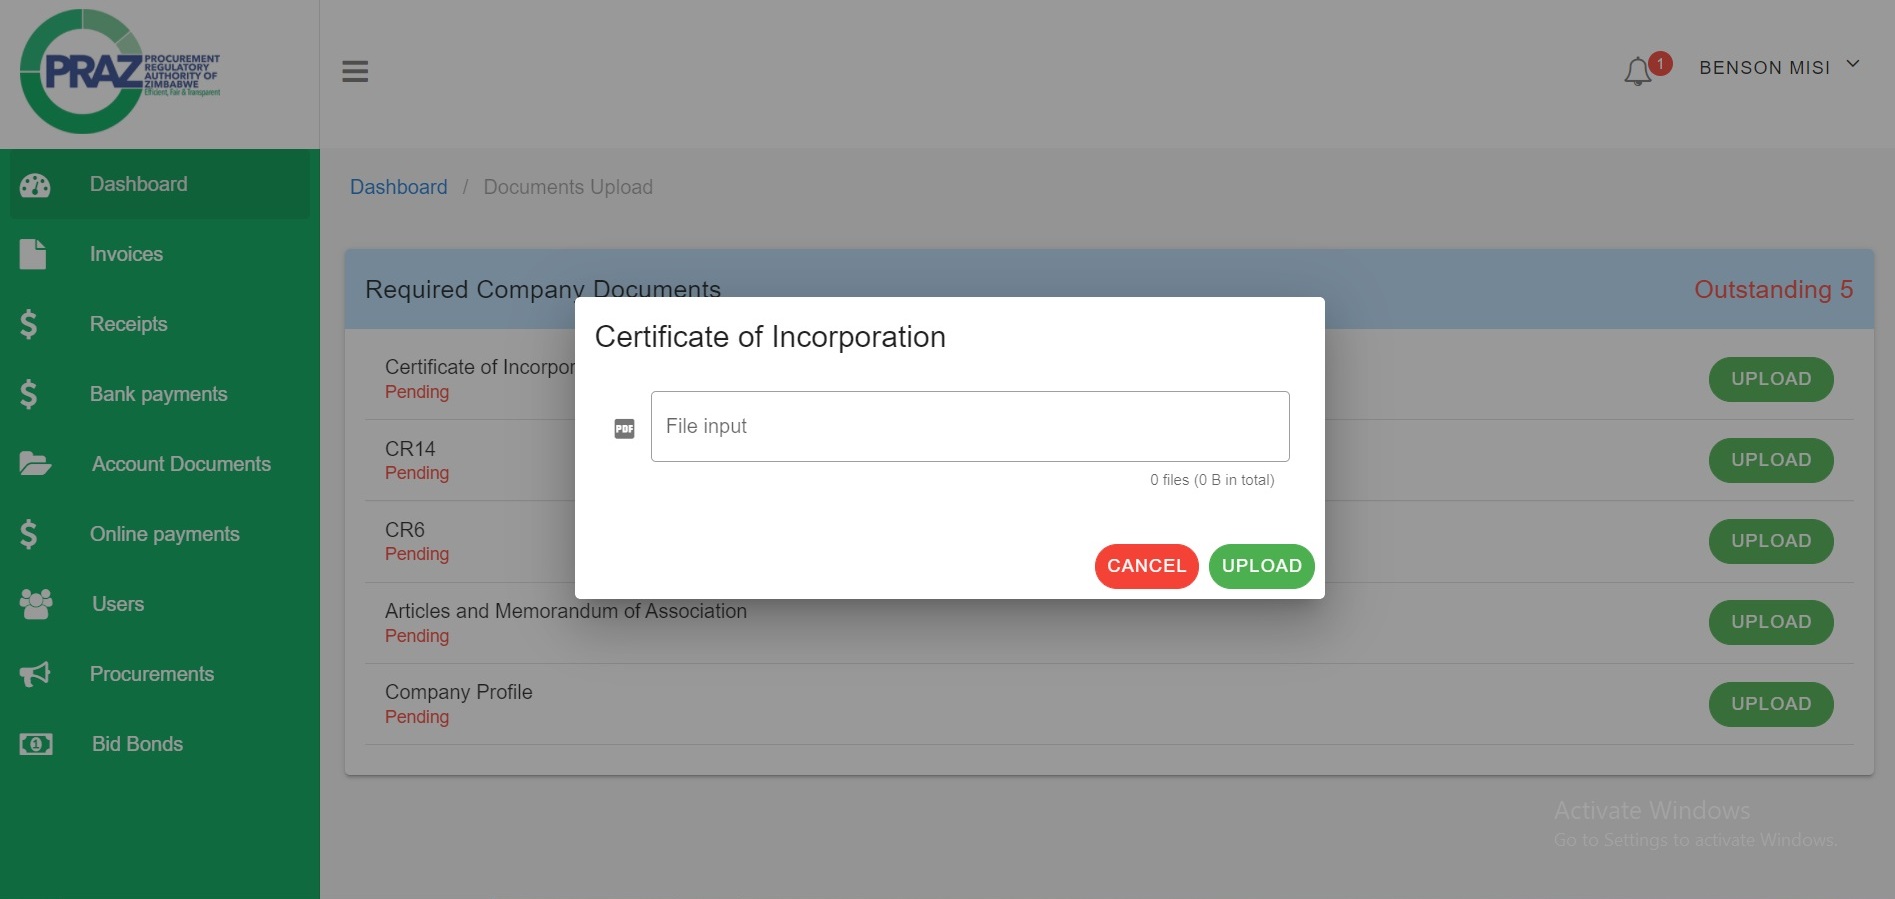 PRAZ
PROCUREMENT
REGULATORY
AUTHORITY OF
ZIMBABWE
Efficient, Fair & Transparent
1
BENSON MISI
Dashboard
Invoices
Receipts
Bank payments
Account Documents
Online payments
Users
Procurements
Bid Bonds
Dashboard / Documents Upload
Required Company Documents
Outstanding 5
Certificate of Incorpor
Pending
UPLOAD
CR14
Pending
UPLOAD
CR6
Pending
UPLOAD
Articles and Memorandum of Association
Pending
UPLOAD
Company Profile
Pending
UPLOAD
Certificate of Incorporation
PDF
File input
0 files (0 B in total)
CANCEL
UPLOAD
Activate Windows
Go to Settings to activate Windows.